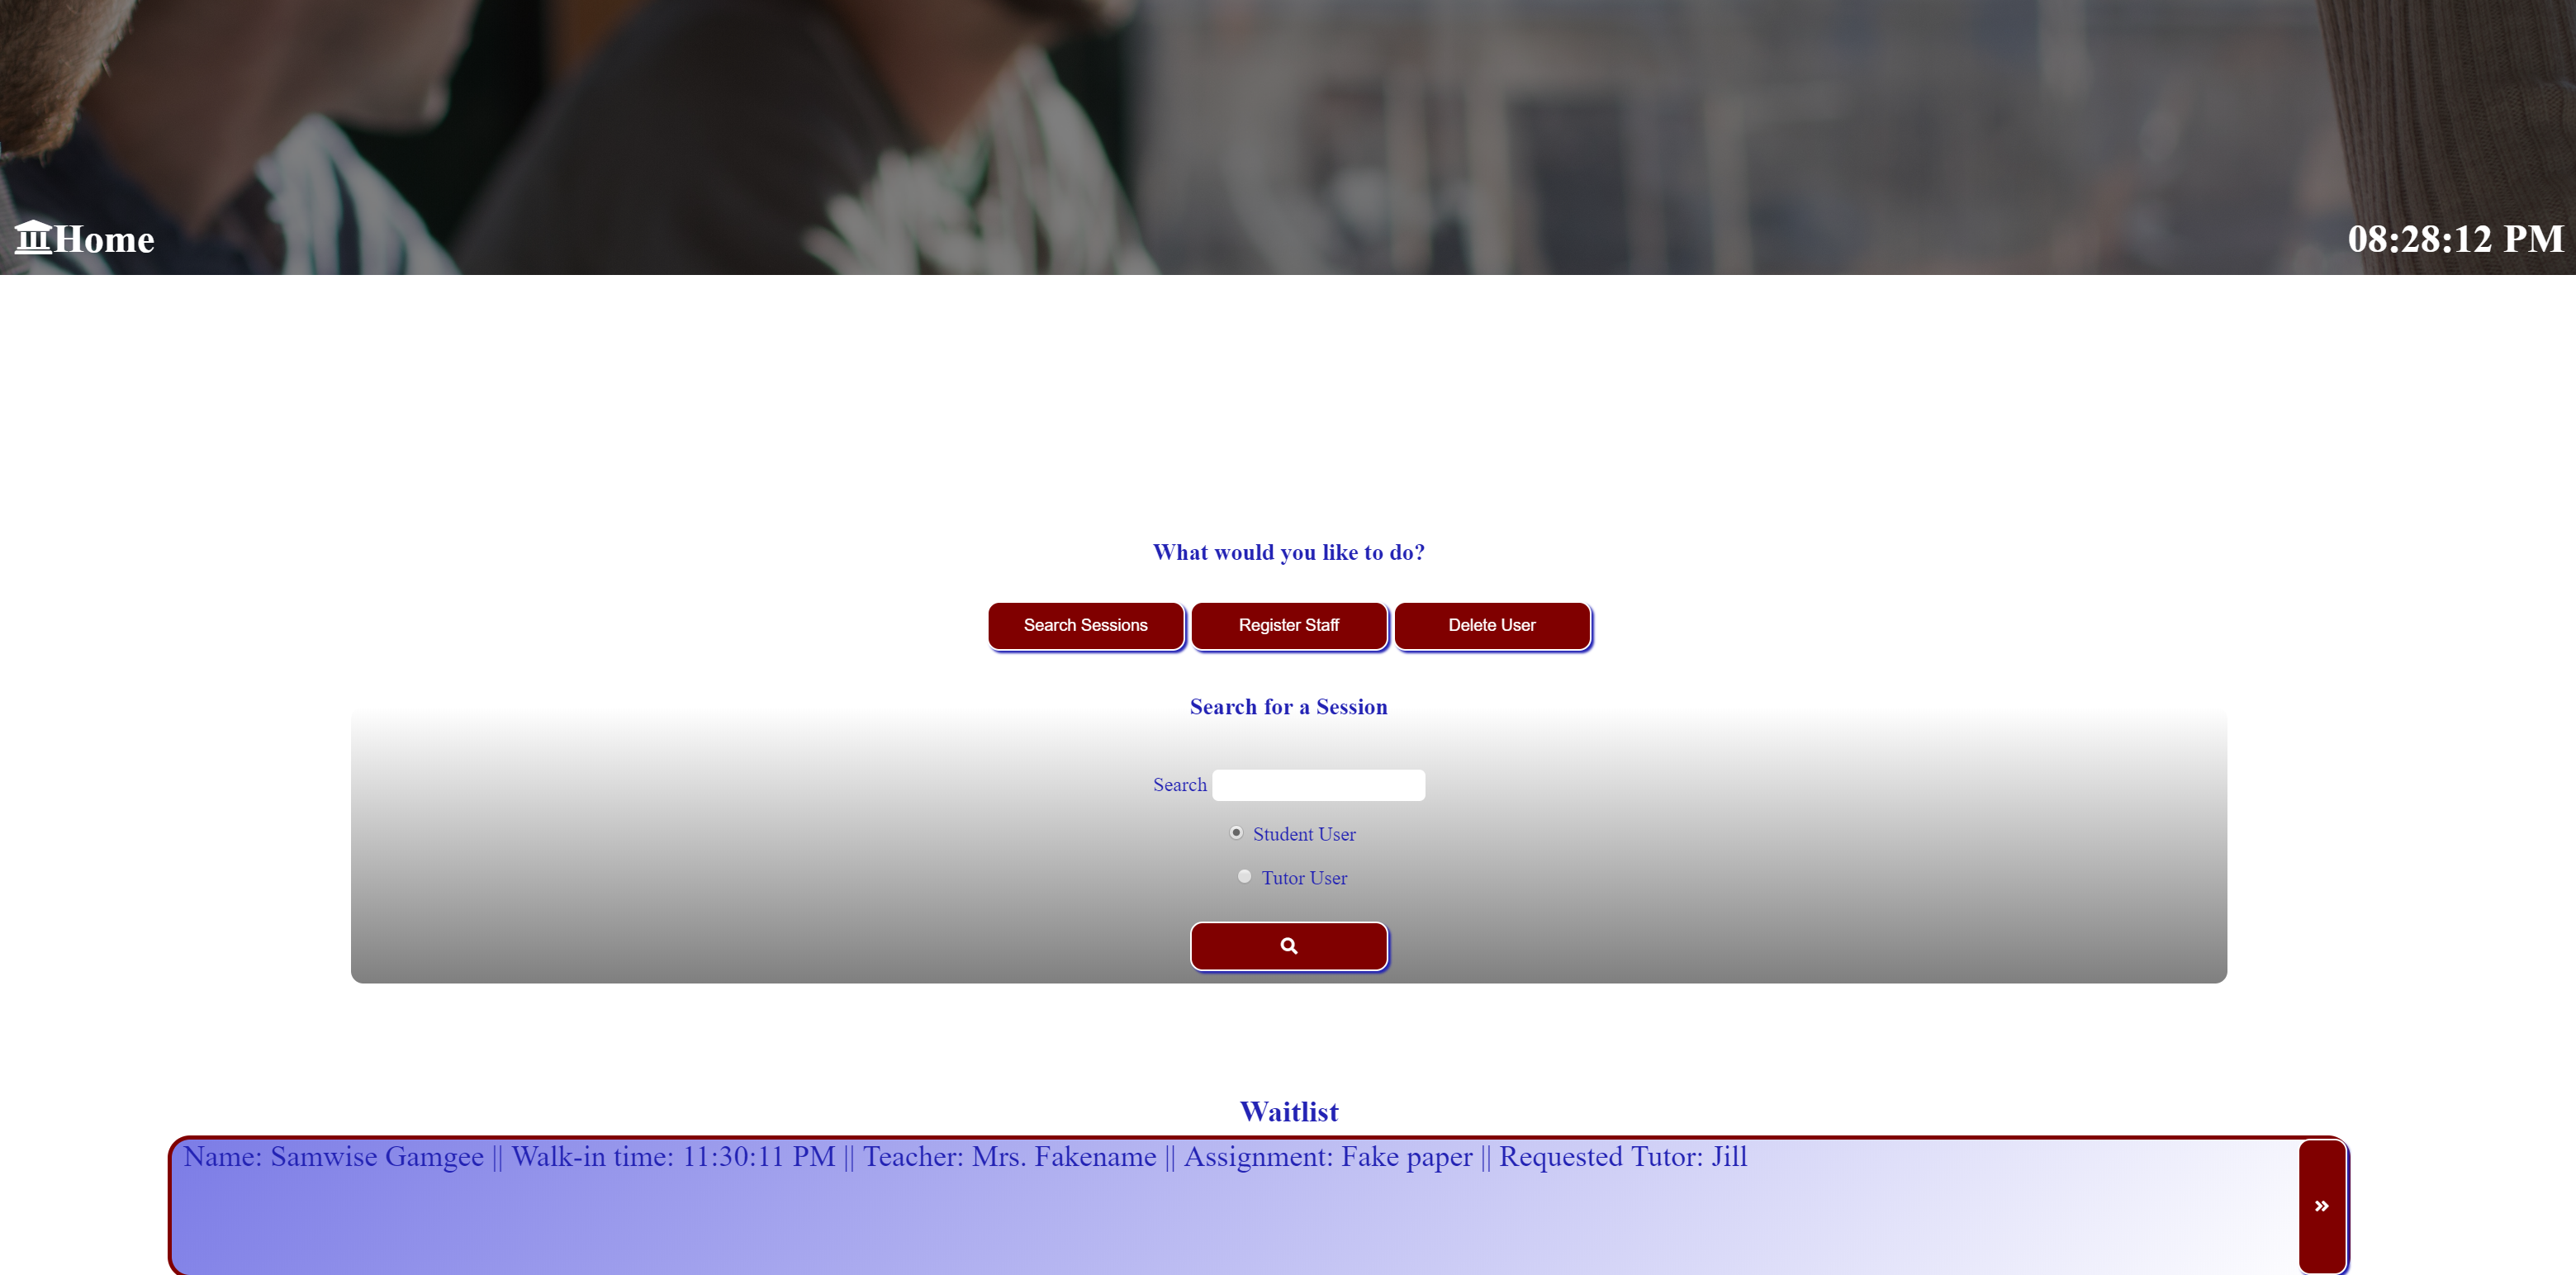 Home
08:28:12 PM
What would you like to do?
Search Sessions Register Staff Delete User
Search for a Session
Search
Student User
Tutor User
Waitlist
Name: Samwise Gamgee || Walk-in time: 11:30:11 PM || Teacher: Mrs. Fakename || Assignment: Fake paper || Requested Tutor: Jill